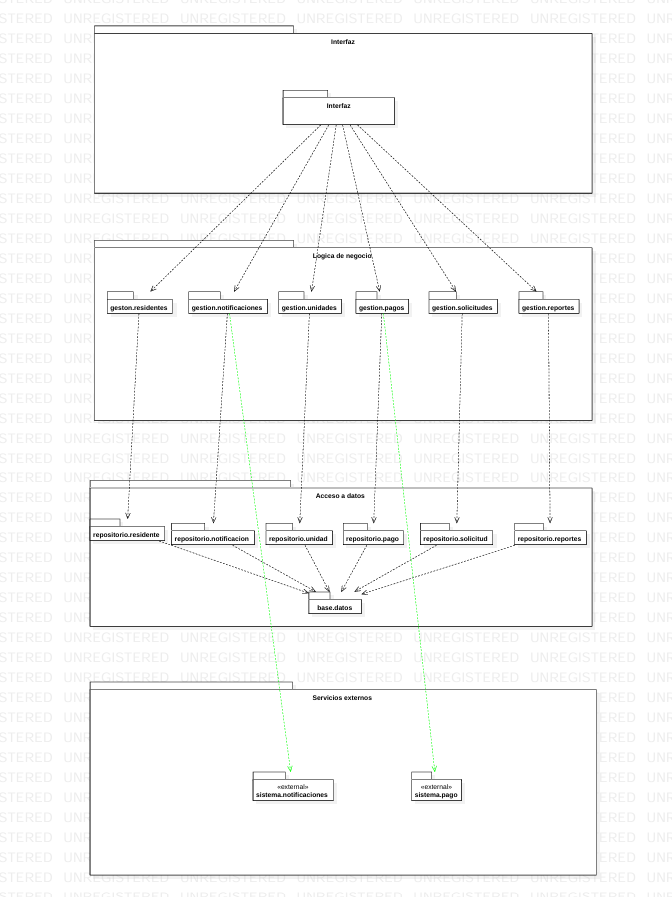 Interfaz
Interfaz
Logica de negocio
geston.residentes
gestion.notificaciones
gestion.unidades
gestion.pagos
gestion.solicitudes
gestion.reportes
Acceso a datos
repositorio.residente
repositorio.notificacion
repositorio.unidad
repositorio.pago
repositorio.solicitud
repositorio.reportes
base.datos
Servicios externos
«external»
sistema.notificaciones
«external»
sistema.pago
UNREGISTERED